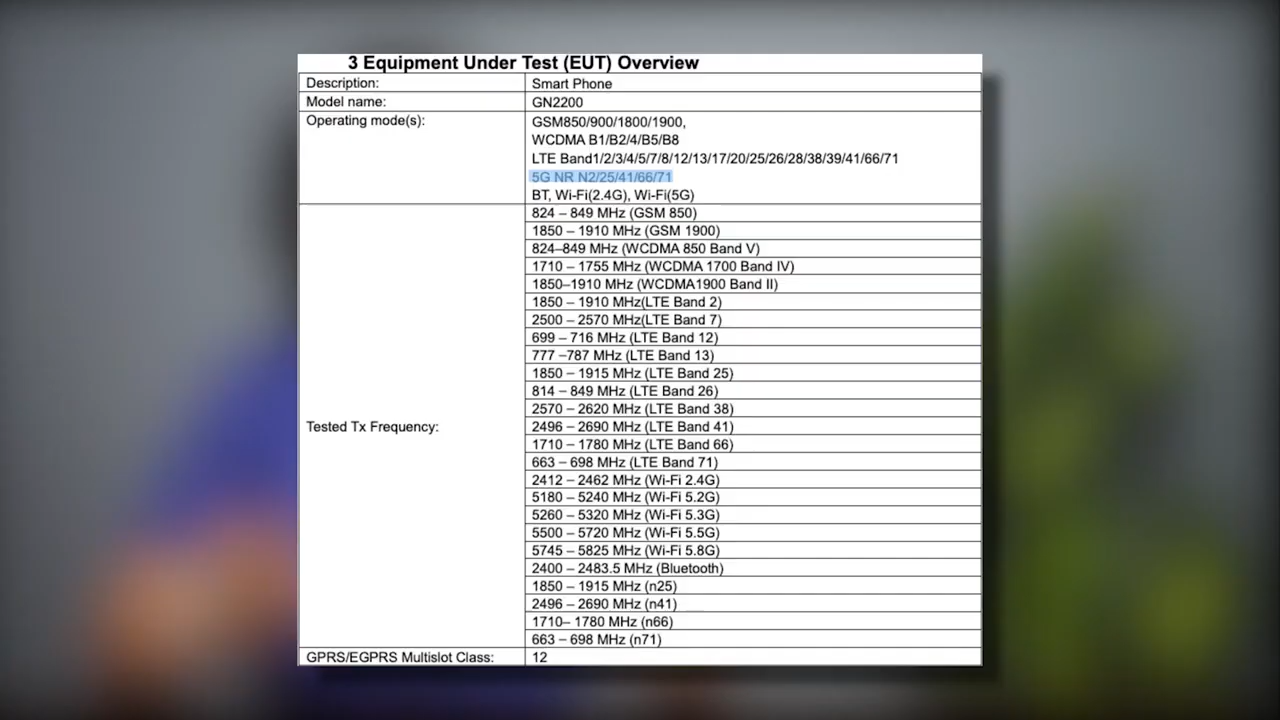 3 Equipment Under Test (EUT) Overview
Description: Smart Phone
Model name: GN2200
Operating mode(s): GSM850/900/1800/1900,
WCDMA B1/B2/4/B5/B8
LTE Band1/2/3/4/5/7/8/12/13/17/20/25/26/28/38/39/41/66/71
5G NR N2/25/41/66/71
BT, Wi-Fi(2.4G), Wi-Fi(5G)
824 – 849 MHz (GSM 850)
1850 – 1910 MHz (GSM 1900)
824–849 MHz (WCDMA 850 Band V)
1710 – 1755 MHz (WCDMA 1700 Band IV)
1850–1910 MHz (WCDMA1900 Band II)
1850 – 1910 MHz(LTE Band 2)
2500 – 2570 MHz(LTE Band 7)
699 – 716 MHz (LTE Band 12)
777 –787 MHz (LTE Band 13)
1850 – 1915 MHz (LTE Band 25)
814 – 849 MHz (LTE Band 26)
2570 – 2620 MHz (LTE Band 38)
Tested Tx Frequency: 2496 – 2690 MHz (LTE Band 41)
1710 – 1780 MHz (LTE Band 66)
663 – 698 MHz (LTE Band 71)
2412 – 2462 MHz (Wi-Fi 2.4G)
5180 – 5240 MHz (Wi-Fi 5.2G)
5260 – 5320 MHz (Wi-Fi 5.3G)
5500 – 5720 MHz (Wi-Fi 5.5G)
5745 – 5825 MHz (Wi-Fi 5.8G)
2400 – 2483.5 MHz (Bluetooth)
1850 – 1915 MHz (n25)
2496 – 2690 MHz (n41)
1710– 1780 MHz (n66)
663 – 698 MHz (n71)
GPRS/EGPRS Multislot Class: 12